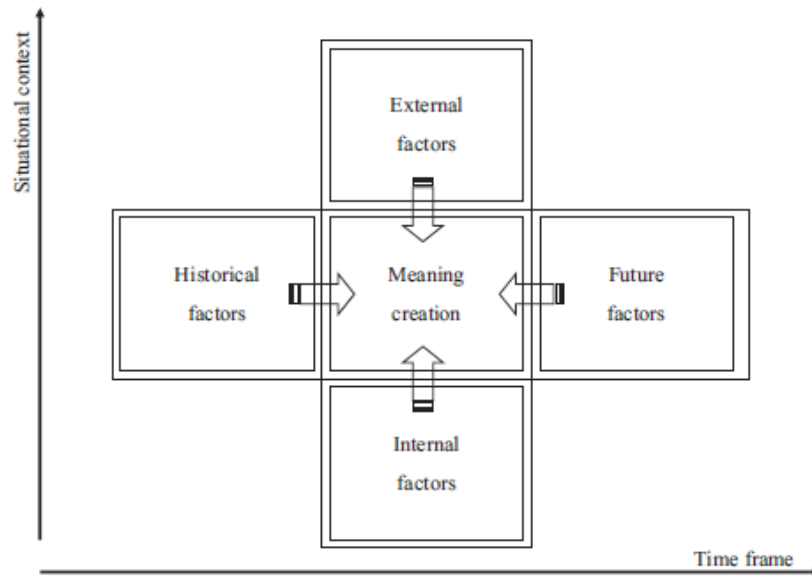 Situational context
External
factors
Historical
factors
Meaning
creation
Future
factors
Internal
factors
Time frame